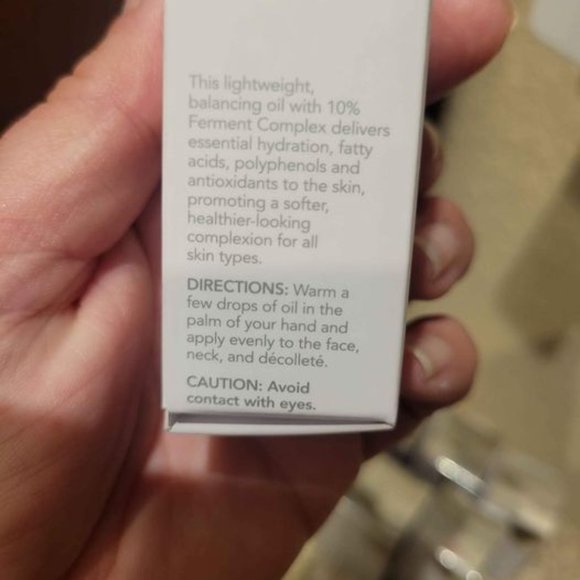 This lightweight,
balancing oil with 10%
Ferment Complex delivers
essential hydration, fatty
acids, polyphenols and
antioxidants to the skin,
promoting a softer,
healthier-looking
complexion for all
skin types.
DIRECTIONS: Warm a
few drops of oil in the
palm of your hand and
apply evenly to the face,
neck, and décolleté.
CAUTION: Avoid
contact with eyes.